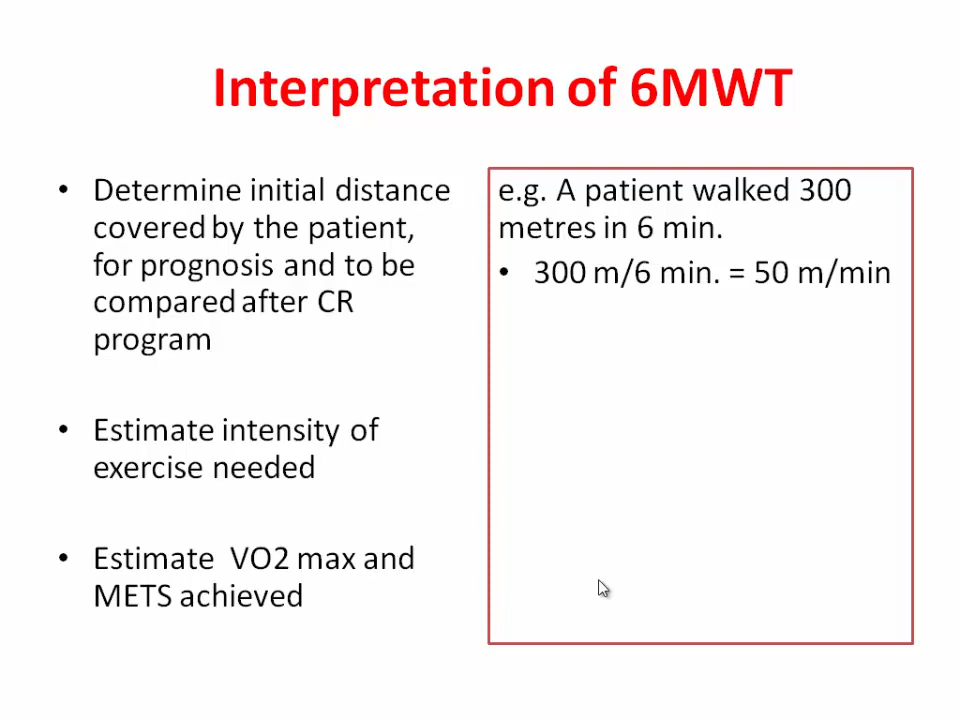 Interpretation of 6MWT
• Determine initial distance
covered by the patient,
for prognosis and to be
compared after CR
program
• Estimate intensity of
exercise needed
• Estimate VO2 max and
METS achieved
e.g. A patient walked 300
metres in 6 min.
• 300 m/6 min. = 50 m/min